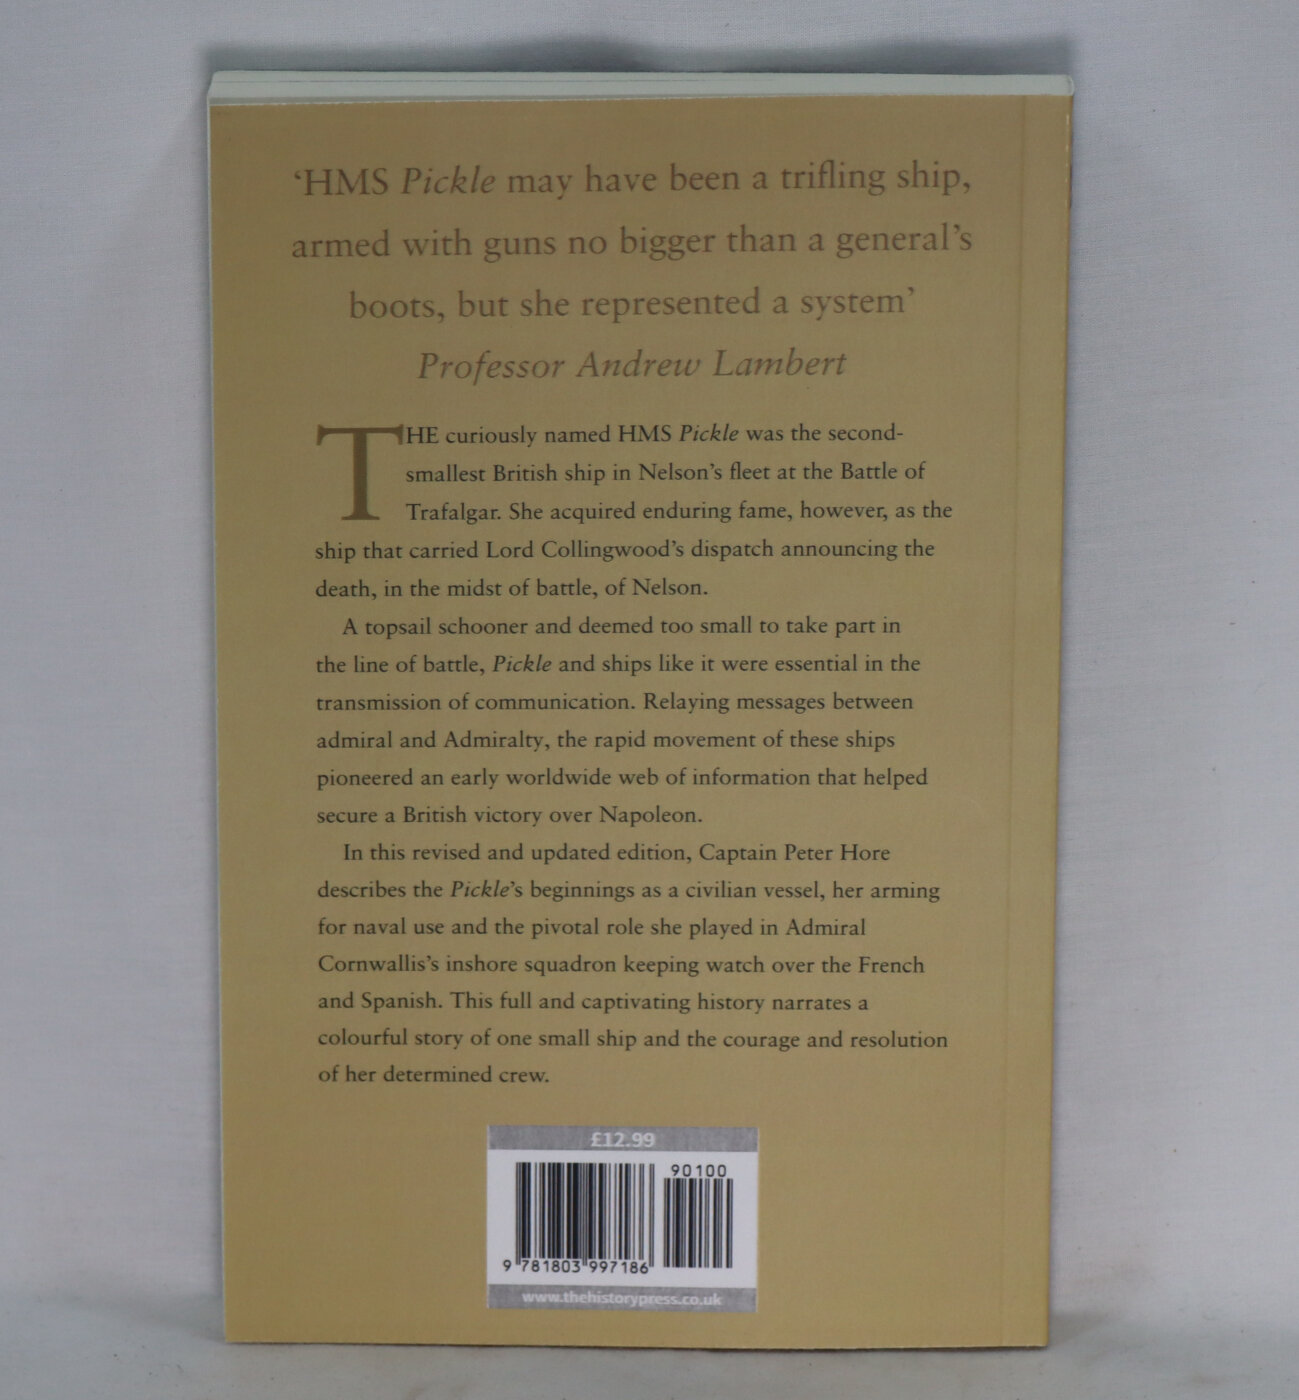 ‘HMS Pickle may have been a trifling ship,
armed with guns no bigger than a general’s
boots, but she represented a system’
Professor Andrew Lambert
THE curiously named HMS Pickle was the second-
smallest British ship in Nelson’s fleet at the Battle of
Trafalgar. She acquired enduring fame, however, as the
ship that carried Lord Collingwood’s dispatch announcing the
death, in the midst of battle, of Nelson.
A topsail schooner and deemed too small to take part in
the line of battle, Pickle and ships like it were essential in the
transmission of communication. Relaying messages between
admiral and Admiralty, the rapid movement of these ships
pioneered an early worldwide web of information that helped
secure a British victory over Napoleon.
In this revised and updated edition, Captain Peter Hore
describes the Pickle’s beginnings as a civilian vessel, her arming
for naval use and the pivotal role she played in Admiral
Cornwallis’s inshore squadron keeping watch over the French
and Spanish. This full and captivating history narrates a
colourful story of one small ship and the courage and resolution
of her determined crew.
£12.99
90100
9 781803 997186
www.thehistorypress.co.uk